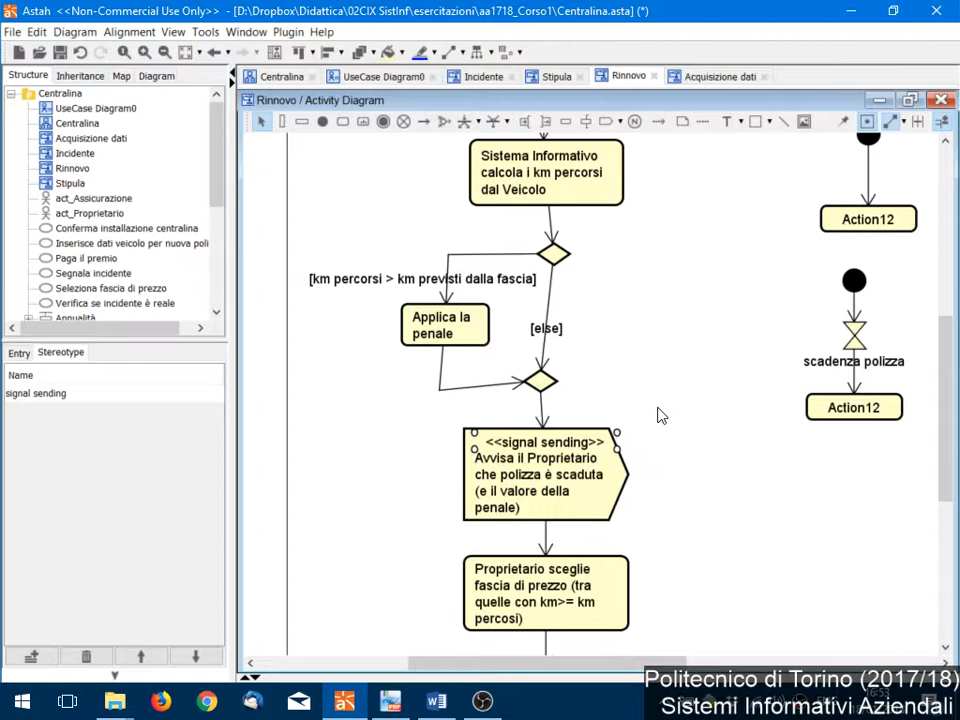 Astah <<Non-Commercial Use Only>> - [D:\Dropbox\Didattica\02CIX SistInf\esercitazioni\aa1718_Corso1\Centralina.asta] (*)
File Edit Diagram Alignment View Tools Window Plugin Help
Structure Inheritance Map Diagram
Centralina
UseCase Diagram0
Centralina
Acquisizione dati
Incidente
Rinnovo
Stipula
act_Assicurazione
act_Proprietario
Conferma installazione centralina
Inserisce dati veicolo per nuova poli
Paga il premio
Segnala incidente
Seleziona fascia di prezzo
Verifica se incidente è reale
Annualità
Entry Stereotype
Name
signal sending
Centralina UseCase Diagram0 Incidente Stipula Rinnovo Acquisizione dati
Rinnovo / Activity Diagram
T
N
Sistema Informativo
calcola i km percorsi
dal Veicolo
[km percorsi > km previsti dalla fascia]
Applica la
penale
[else]
<<signal sending>>
Avvisa il Proprietario
che polizza è scaduta
(e il valore della
penale)
Proprietario sceglie
fascia di prezzo (tra
quelle con km>= km
percosi)
Action12
scadenza polizza
Action12
Politecnico di Torino (2017/18)
Sistemi Informativi Aziendali
16:53